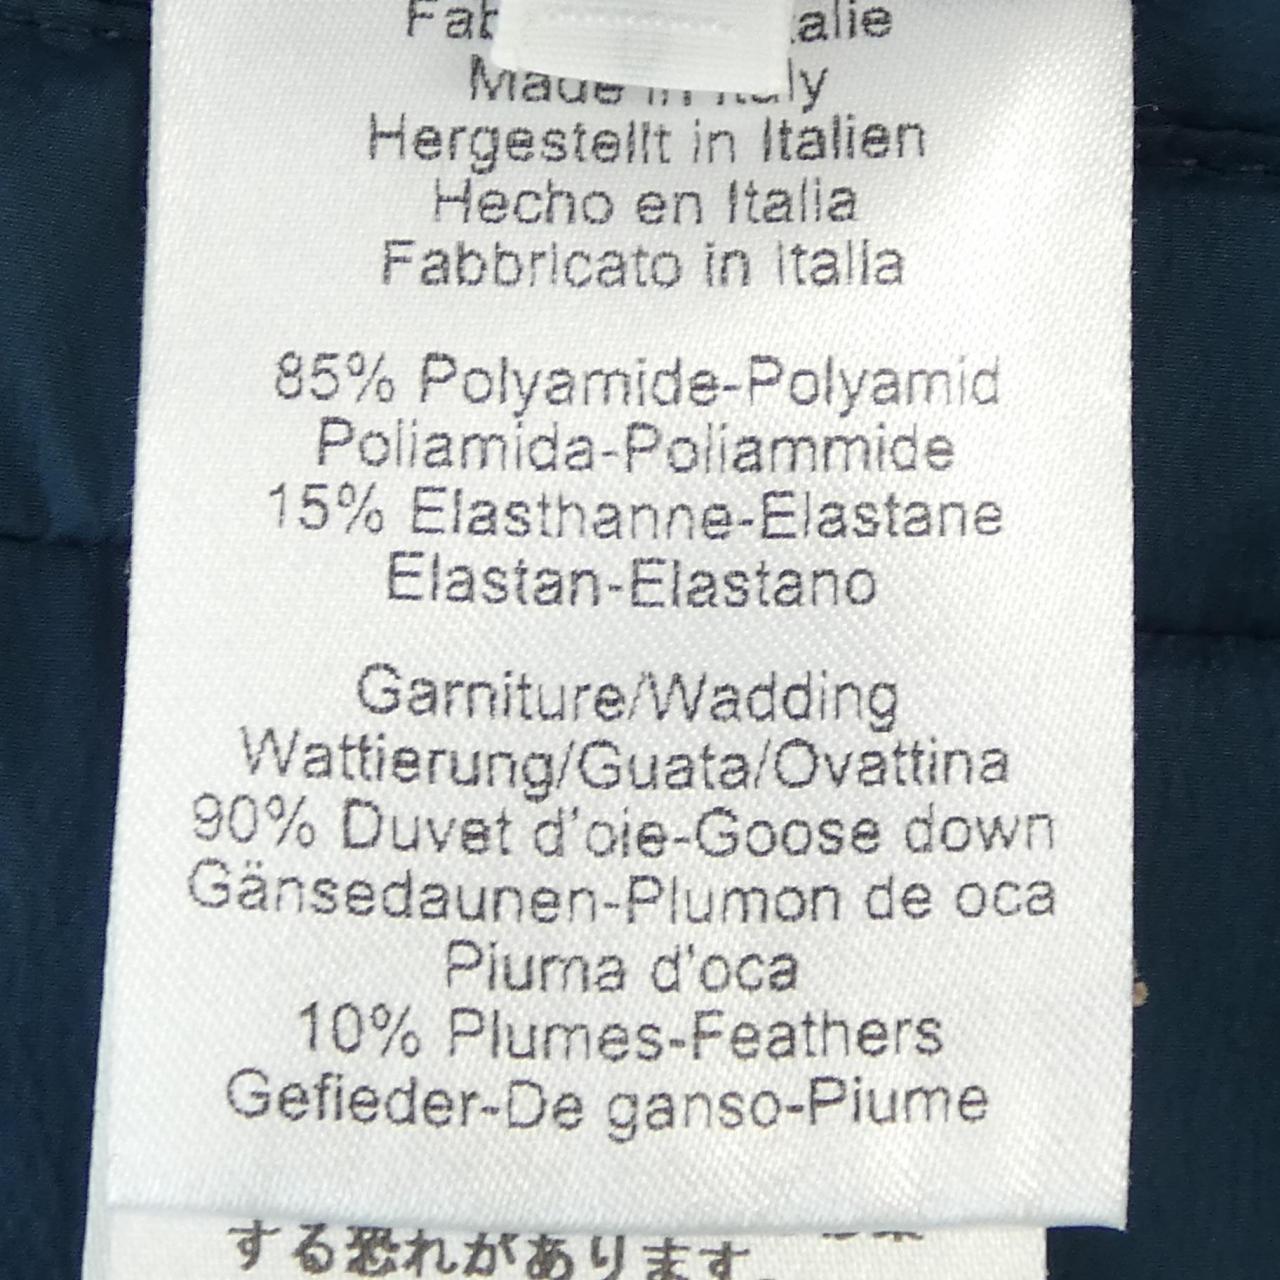 Made in Italy
Hergestellt in Italien
Hecho en Italia
Fabbricato in Italia
85% Polyamide-Polyamid
Poliamida-Poliammide
15% Elasthanne-Elastane
Elastan-Elastano
Garniture/Wadding
Wattierung/Guata/Ovattina
90% Duvet d'oie-Goose down
Gänsedaunen-Plumon de oca
Piuma d'oca
10% Plumes-Feathers
Gefieder-De ganso-Piume
する恐れがあります。